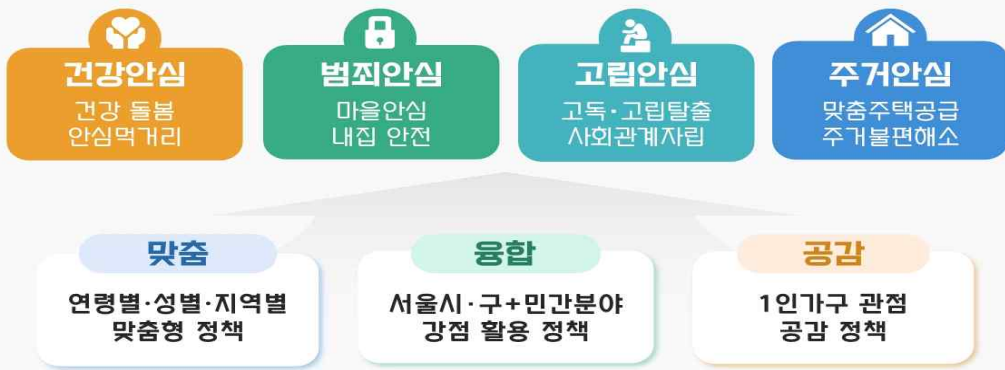 건강안심
건강 돌봄
안심먹거리
범죄안심
마을안심
내집 안전
고립안심
고독·고립탈출
사회관계자립
주거안심
맞춤주택공급
주거불편해소
맞춤
연령별·성별·지역별
맞춤형 정책
융합
서울시·구+민간분야
강점 활용 정책
공감
1인가구 관점
공감 정책